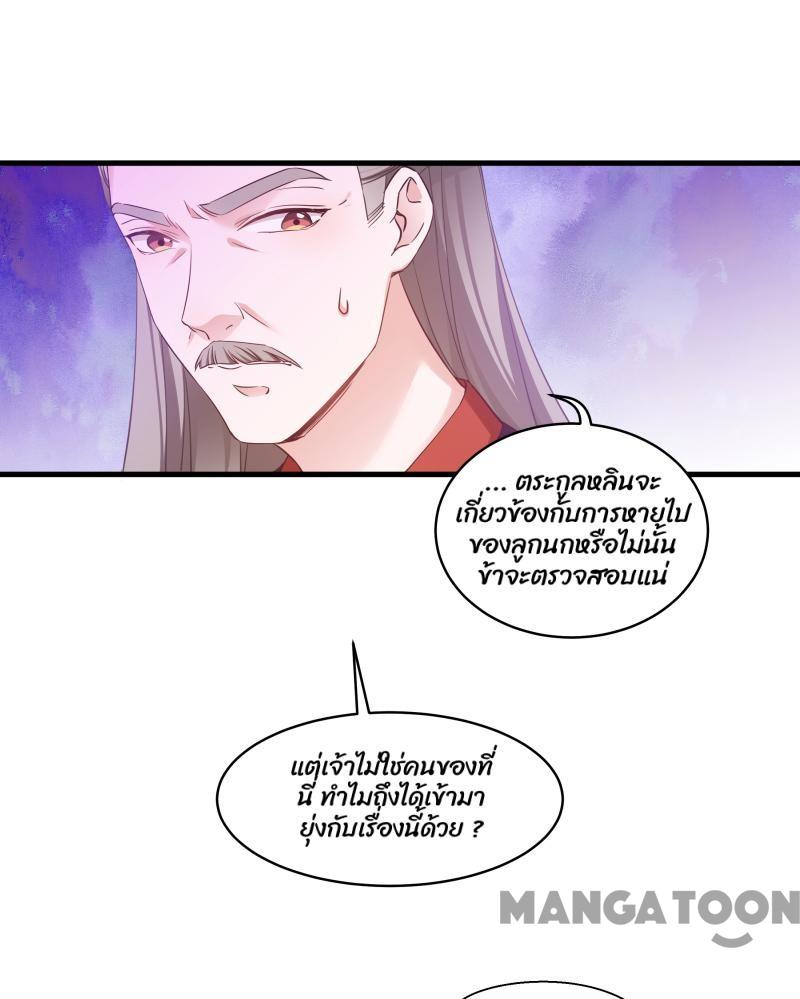 ... ตระกูลหลินจะ
เกี่ยวข้องกับการหายไป
ของลูกนกหรือไม่นั้น
ข้าจะตรวจสอบแน่
แต่เจ้าไม่ใช่คนของที่
นี่ ทำไมถึงได้เข้ามา
ยุ่งกับเรื่องนี้ด้วย ?
MANGATOON